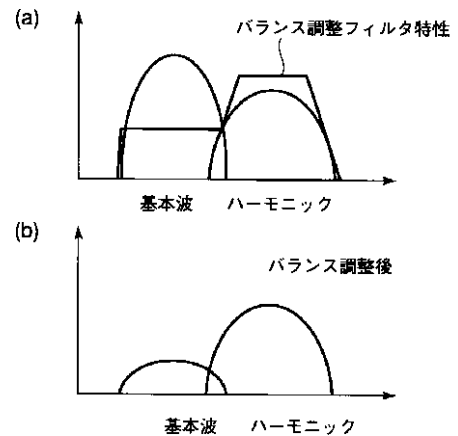 (a)
バランス調整フィルタ特性
基本波 ハーモニック
(b)
バランス調整後
基本波 ハーモニック